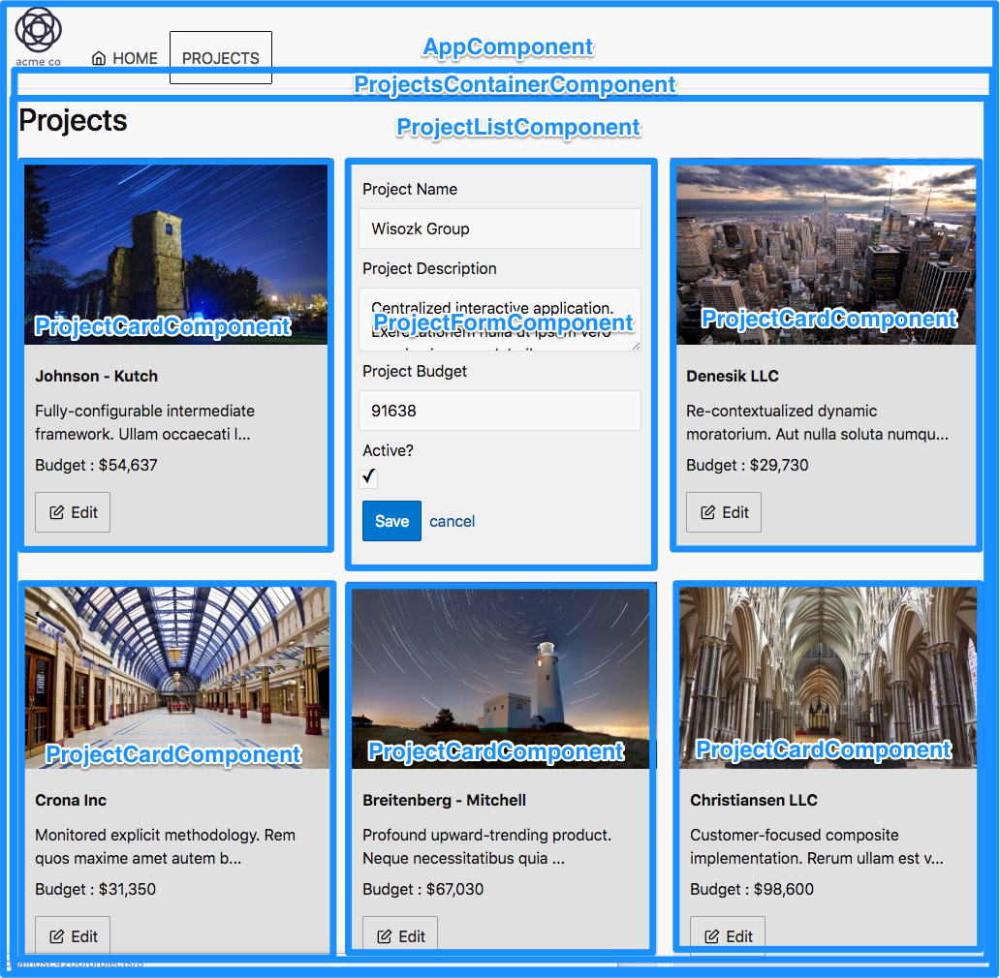 acme co
HOME
PROJECTS
AppComponent
ProjectsContainerComponent
Projects
ProjectListComponent
ProjectCardComponent
Johnson - Kutch
Fully-configurable intermediate
framework. Ullam occaecati l...
Budget : $54,637
Edit
Project Name
Wisozk Group
Project Description
Centralized interactive application.
ProjectFormComponent
Exercitationem nulla ut ipsum vero
Project Budget
91638
Active?
Save
cancel
ProjectCardComponent
Denesik LLC
Re-contextualized dynamic
moratorium. Aut nulla soluta numqu...
Budget : $29,730
Edit
ProjectCardComponent
Crona Inc
Monitored explicit methodology. Rem
quos maxime amet autem b...
Budget : $31,350
Edit
ProjectCardComponent
Breitenberg - Mitchell
Profound upward-trending product.
Neque necessitatibus quia ...
Budget : $67,030
Edit
ProjectCardComponent
Christiansen LLC
Customer-focused composite
implementation. Rerum ullam est v...
Budget : $98,600
Edit